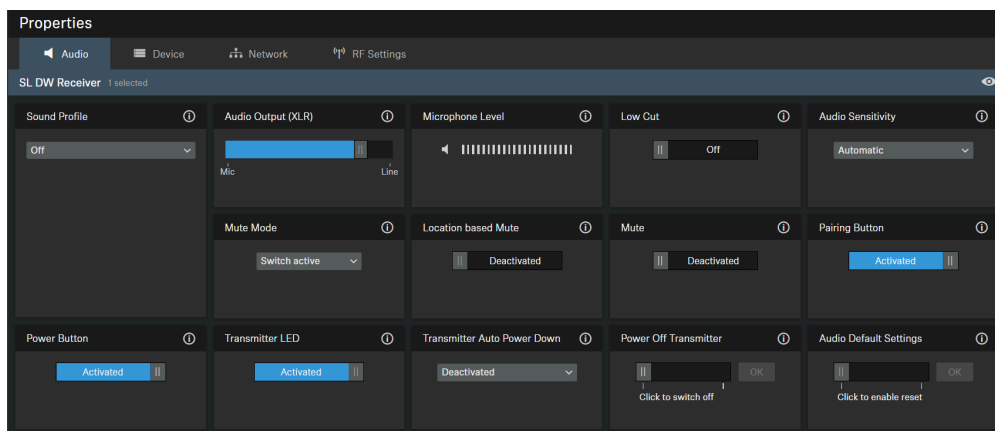 Properties
Audio
Device
Network
RF Settings
SL DW Receiver 1 selected
Sound Profile
Audio Output (XLR)
Microphone Level
Low Cut
Audio Sensitivity
Off
Mic
Line
Off
Automatic
Mute Mode
Location based Mute
Mute
Pairing Button
Switch active
Deactivated
Deactivated
Activated
Power Button
Transmitter LED
Transmitter Auto Power Down
Power Off Transmitter
Audio Default Settings
Activated
Activated
Deactivated
OK
Click to switch off
OK
Click to enable reset